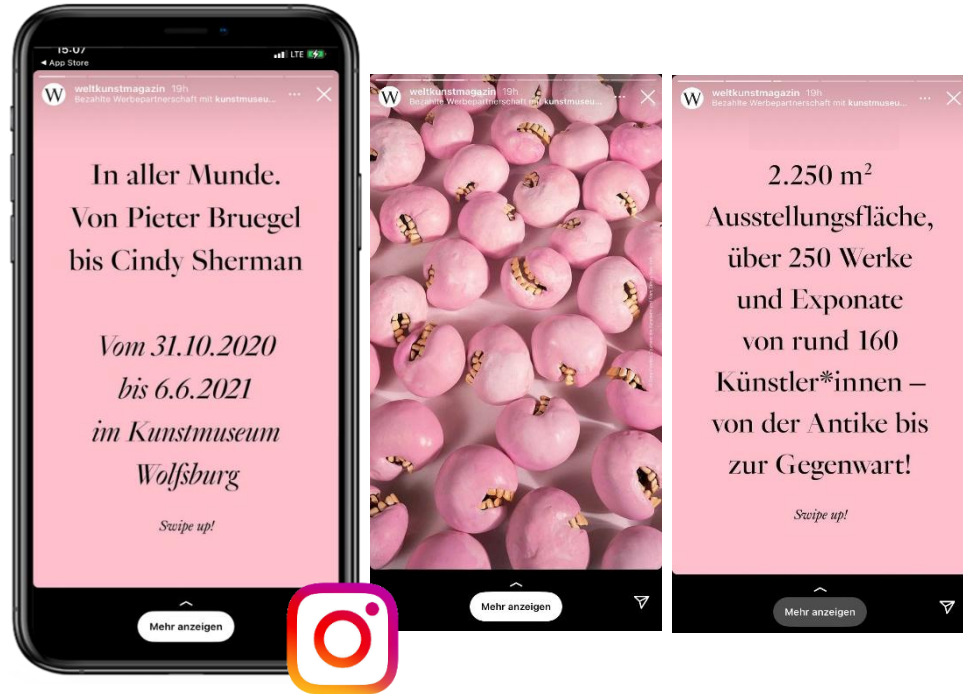 15:07
LTE
App Store
W
weltkunstmagazin 19h
Bezahlte Werbepartnerschaft mit kunstmuseu...
In aller Munde.
Von Pieter Bruegel
bis Cindy Sherman
Vom 31.10.2020
bis 6.6.2021
im Kunstmuseum
Wolfsburg
Swipe up!
Mehr anzeigen
W
weltkunstmagazin 19h
Bezahlte Werbepartnerschaft mit kunstmuseu...
Mehr anzeigen
W
weltkunstmagazin 19h
Bezahlte Werbepartnerschaft mit kunstmuseu...
2.250 m²
Ausstellungsfläche,
über 250 Werke
und Exponate
von rund 160
Künstler*innen –
von der Antike bis
zur Gegenwart!
Swipe up!
Mehr anzeigen